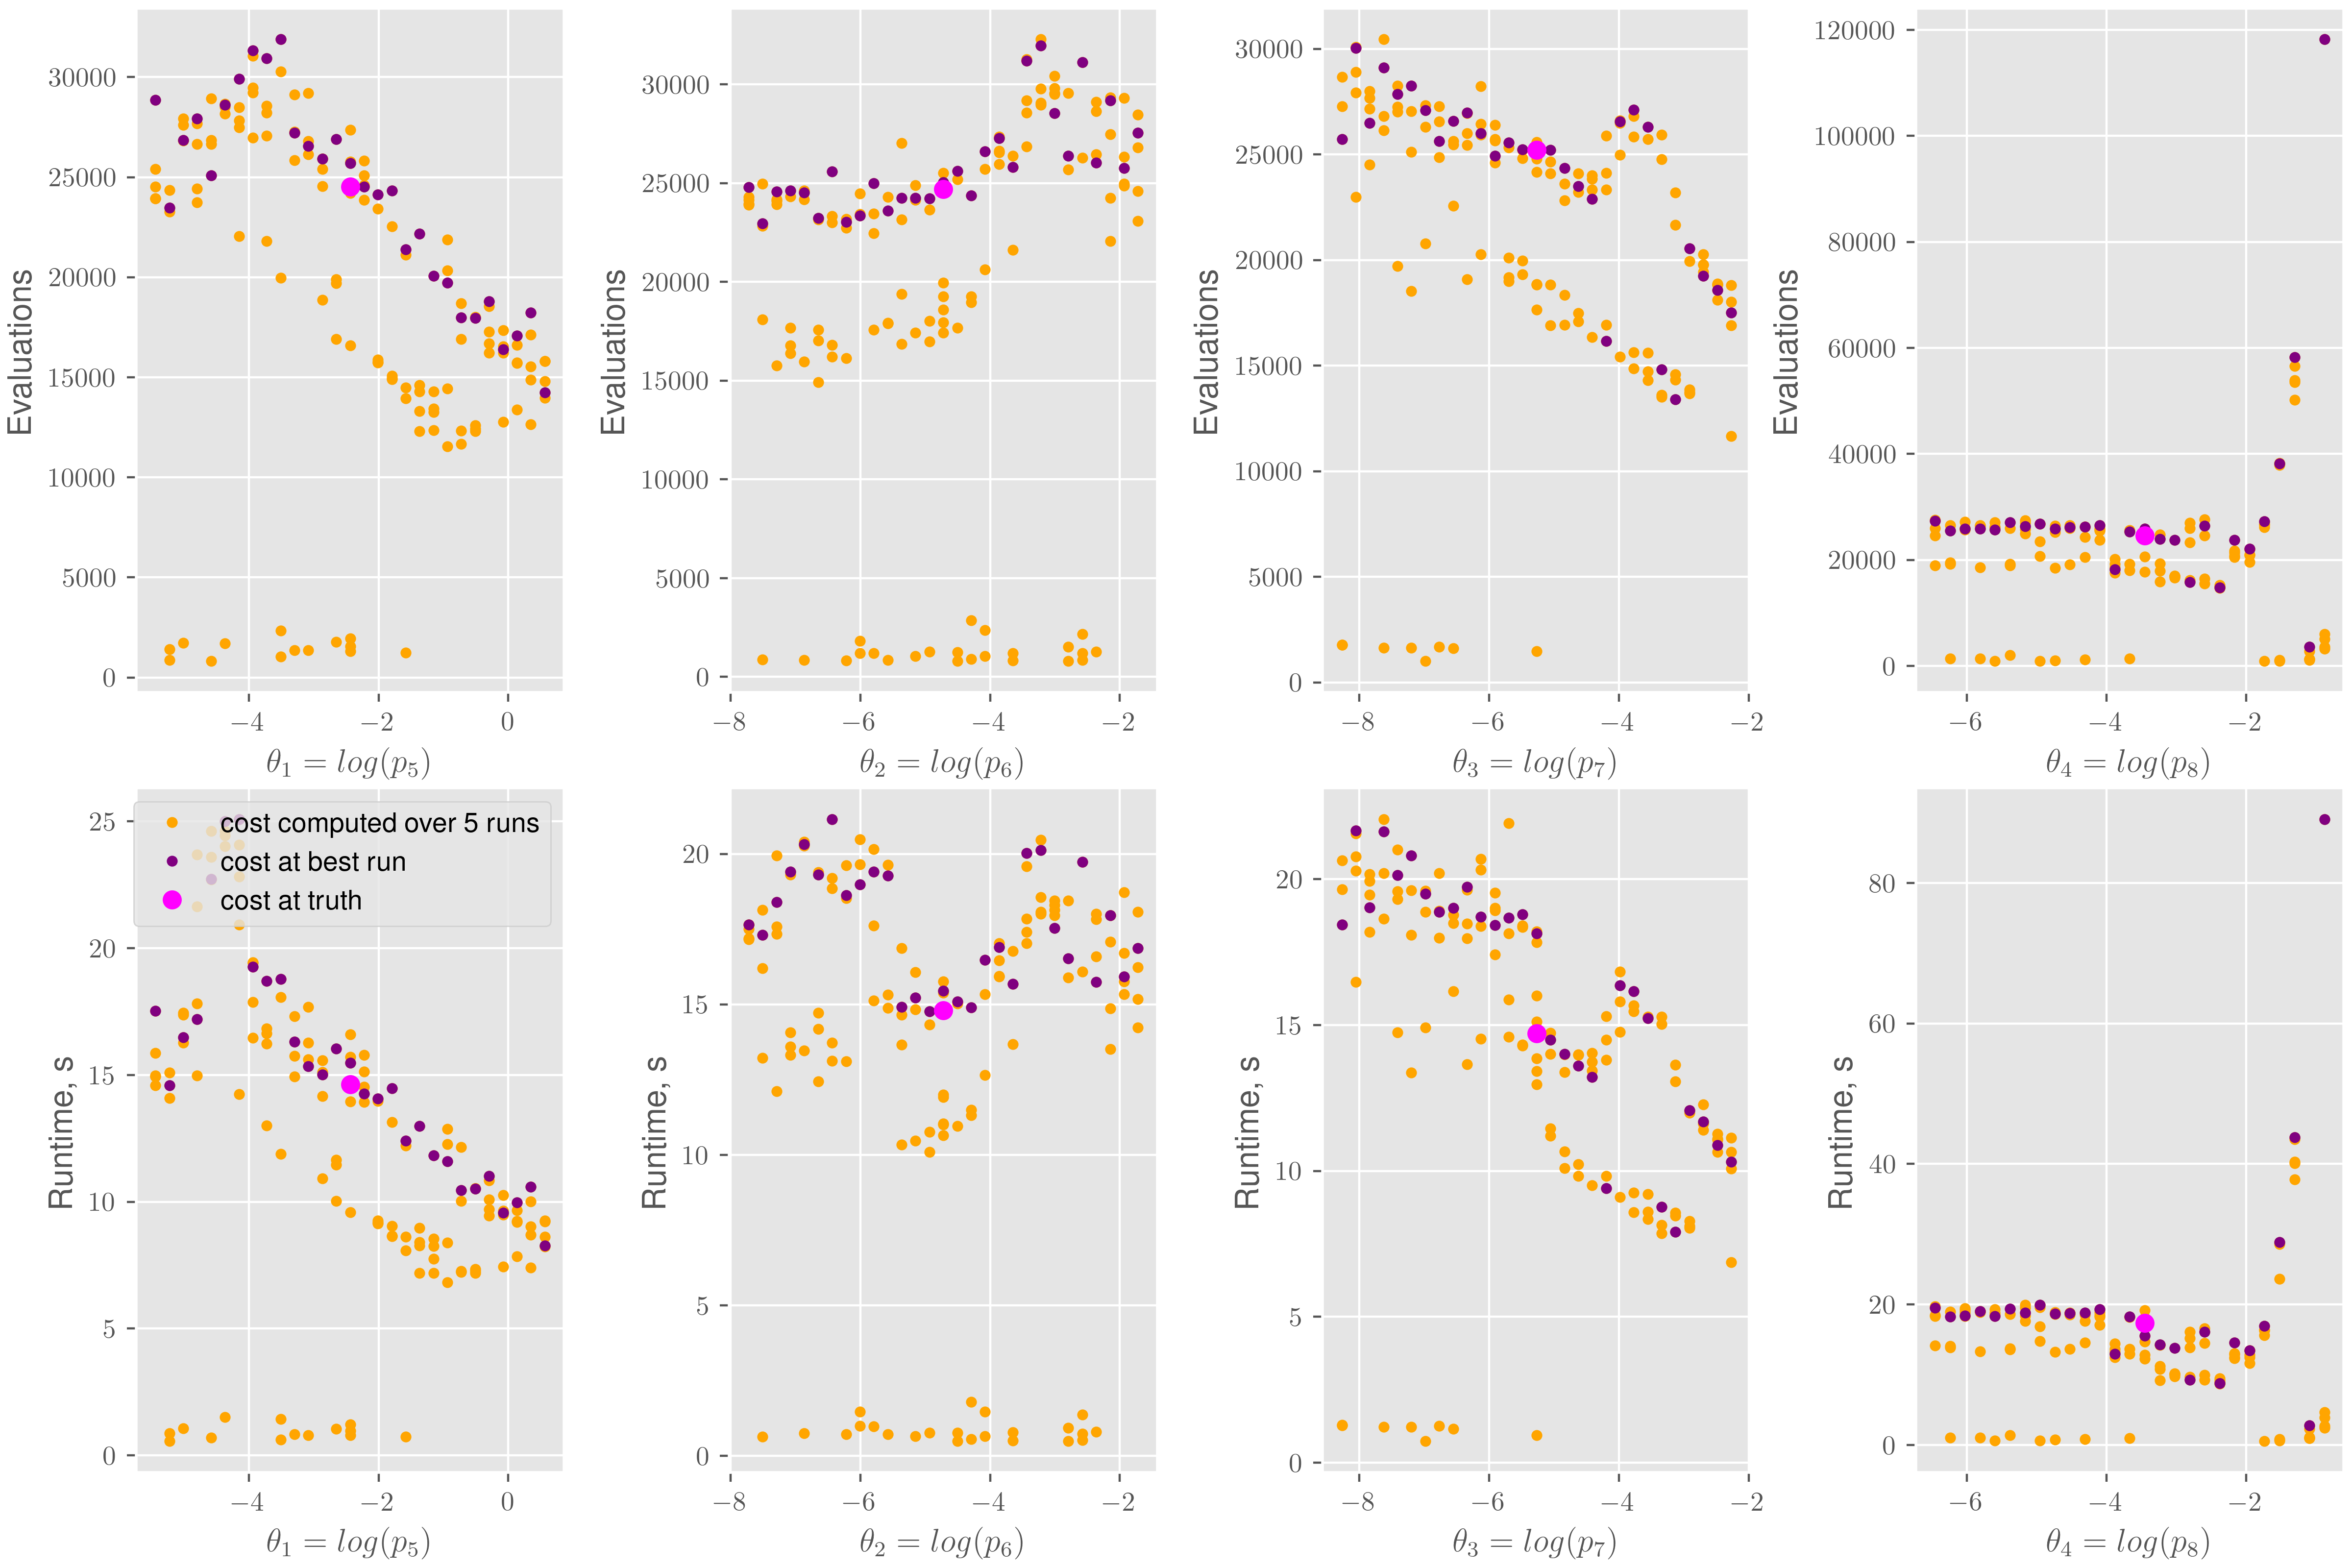 30000
25000
20000
15000
10000
5000
0
Evaluations
−4 −2 0
θ₁ = log(p₅)
30000
25000
20000
15000
10000
5000
0
Evaluations
−8 −6 −4 −2
θ₂ = log(p₆)
30000
25000
20000
15000
10000
5000
0
Evaluations
−8 −6 −4 −2
θ₃ = log(p₇)
120000
100000
80000
60000
40000
20000
0
Evaluations
−6 −4 −2
θ₄ = log(p₈)
25
20
15
10
5
0
Runtime, s
cost computed over 5 runs
cost at best run
cost at truth
−4 −2 0
θ₁ = log(p₅)
20
15
10
5
0
Runtime, s
−8 −6 −4 −2
θ₂ = log(p₆)
20
15
10
5
0
Runtime, s
−8 −6 −4 −2
θ₃ = log(p₇)
80
60
40
20
0
Runtime, s
−6 −4 −2
θ₄ = log(p₈)